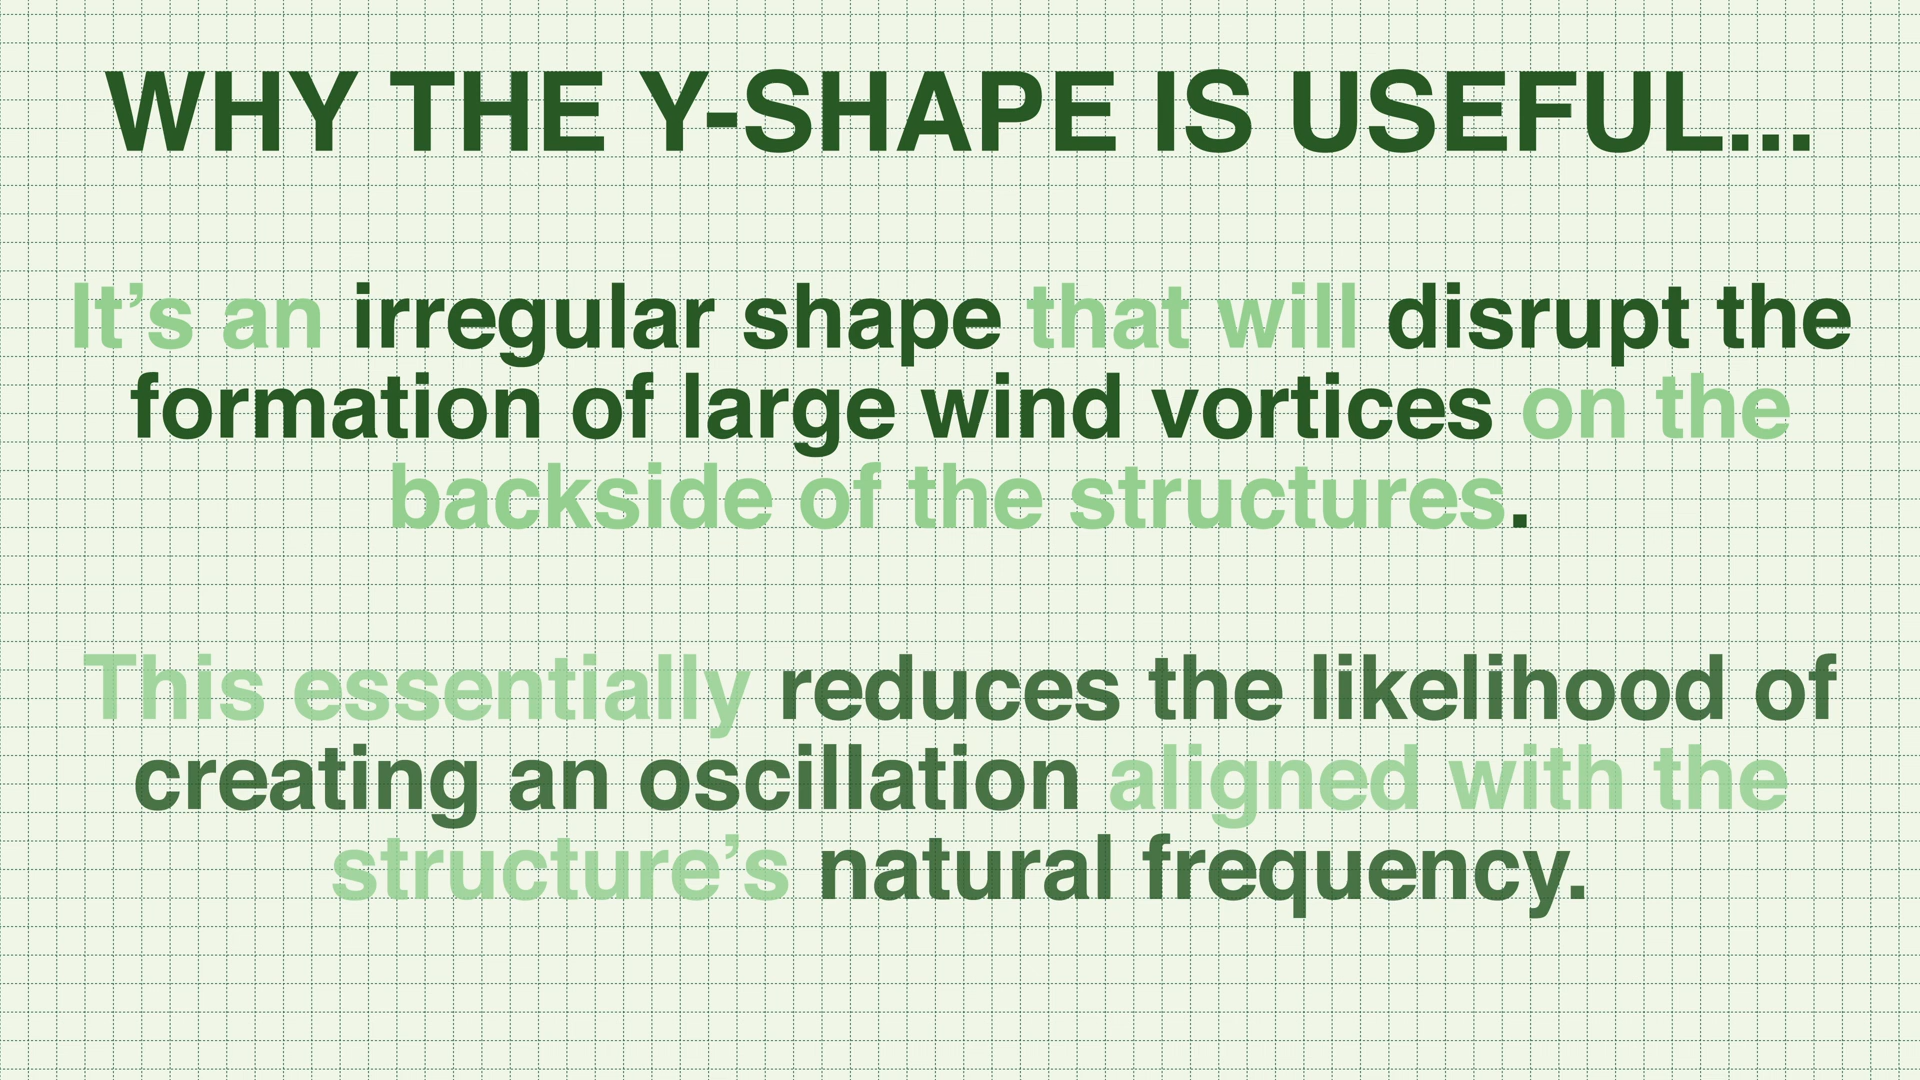 WHY THE Y-SHAPE IS USEFUL...
It’s an irregular shape that will disrupt the
formation of large wind vortices on the
backside of the structures.
This essentially reduces the likelihood of
creating an oscillation aligned with the
structure’s natural frequency.